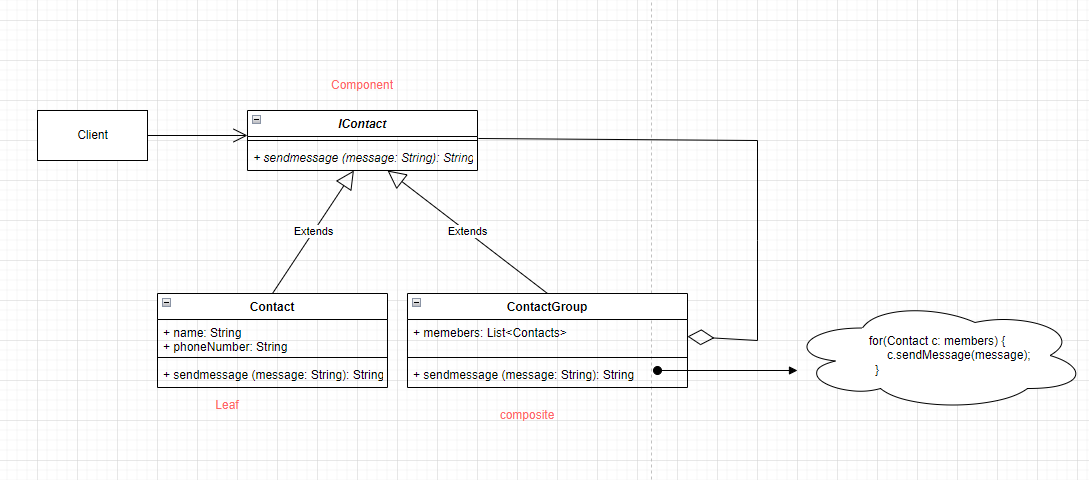 Component
Client
IContact
+ sendmessage (message: String): String
Extends
Extends
Contact
+ name: String
+ phoneNumber: String
+ sendmessage (message: String): String
Leaf
ContactGroup
+ memebers: List<Contacts>
+ sendmessage (message: String): String
composite
for(Contact c: members) {
c.sendMessage(message);
}